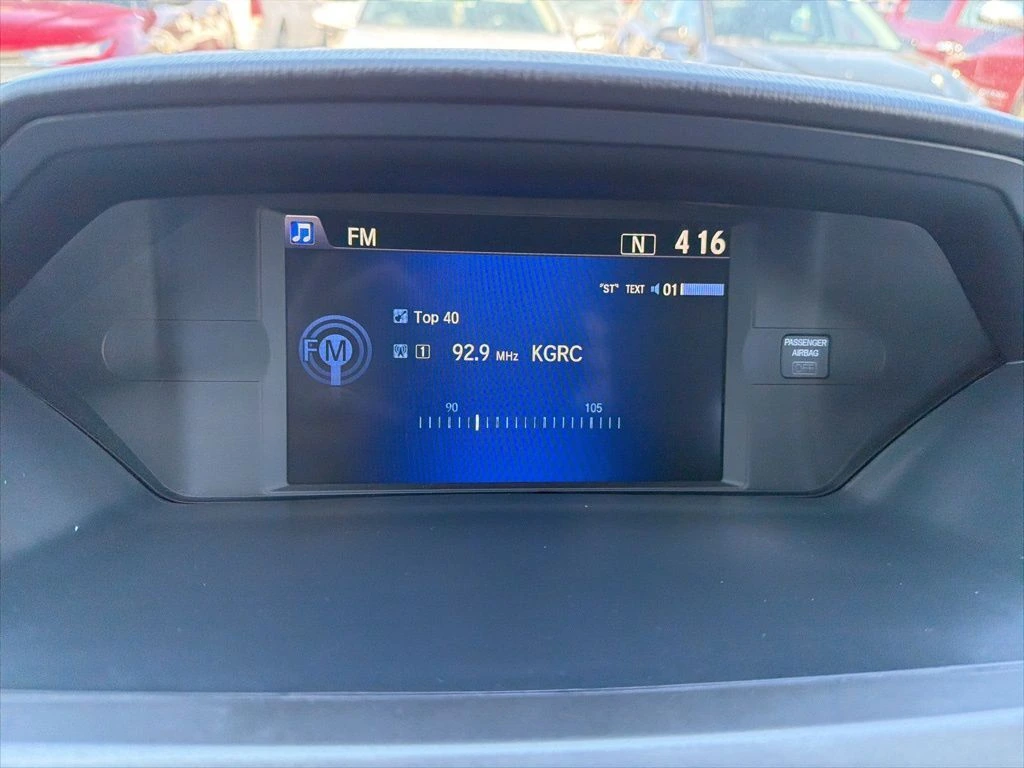 FM N 4 16
"ST" TEXT 01
Top 40
FM
1 92.9 MHz KGRC
90 105
PASSENGER
AIRBAG
OFF